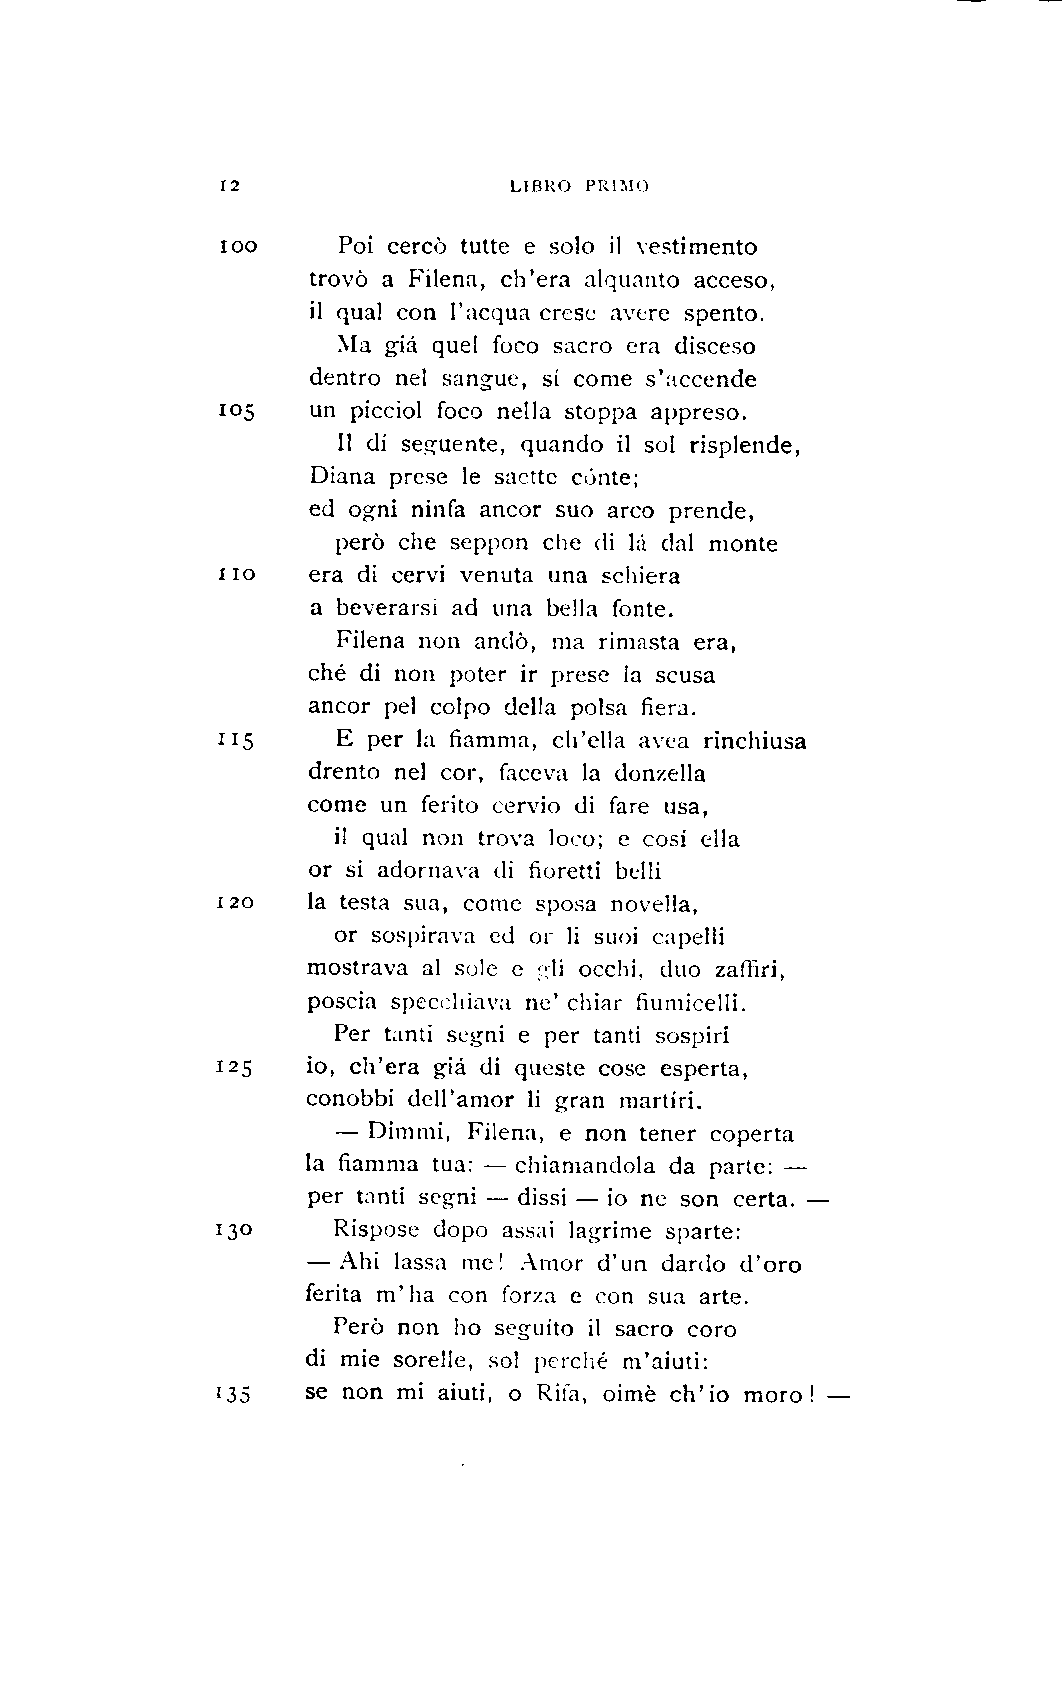 12 LIBRO PRIMO
100 Poi cercò tutte e solo il vestimento
trovò a Filena, ch'era alquanto acceso,
il qual con l'acqua crese avere spento.
Ma giá quel foco sacro era disceso
dentro nel sangue, sí come s'accende
105 un picciol foco nella stoppa appreso.
Il dí seguente, quando il sol risplende,
Diana prese le saette cónte;
ed ogni ninfa ancor suo arco prende,
però che seppon che di lá dal monte
110 era di cervi venuta una schiera
a beverarsi ad una bella fonte.
Filena non andò, ma rimasta era,
ché di non poter ir prese la scusa
ancor pel colpo della polsa fiera.
115 E per la fiamma, ch'ella avea rinchiusa
drento nel cor, faceva la donzella
come un ferito cervio di fare usa,
il qual non trova loco; e cosí ella
or si adornava di fioretti belli
120 la testa sua, come sposa novella,
or sospirava ed or li suoi capelli
mostrava al sole e gli occhi, duo zaffiri,
poscia specchiava ne' chiar fiumicelli.
Per tanti segni e per tanti sospiri
125 io, ch'era giá di queste cose esperta,
conobbi dell'amor li gran martíri.
— Dimmi, Filena, e non tener coperta
la fiamma tua: — chiamandola da parte: —
per tanti segni — dissi — io ne son certa. —
130 Rispose dopo assai lagrime sparte:
— Ahi lassa me! Amor d'un dardo d'oro
ferita m'ha con forza e con sua arte.
Però non ho seguíto il sacro coro
di mie sorelle, sol perché m'aiuti:
135 se non mi aiuti, o Rifa, oimè ch'io moro! —